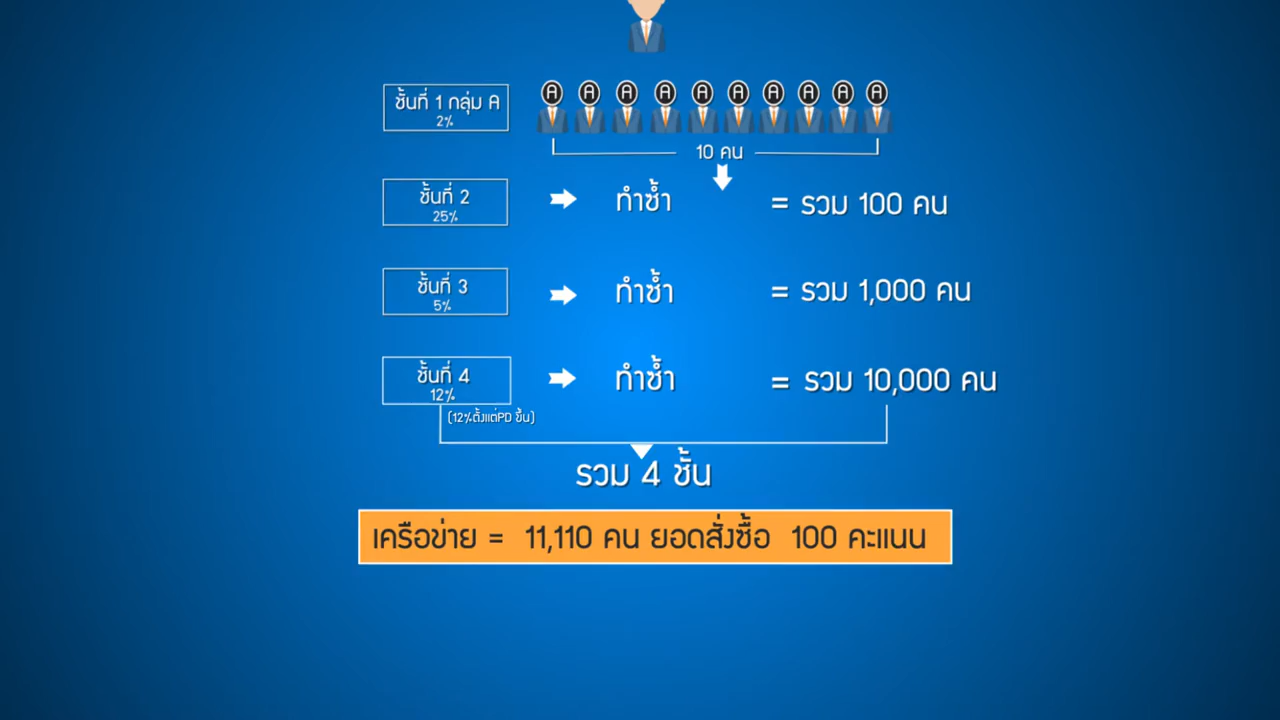 A A A A A A A A A A
ชั้นที่ 1 กลุ่ม A
2%
10 คน
ชั้นที่ 2
25%
ทำซ้ำ
= รวม 100 คน
ชั้นที่ 3
5%
ทำซ้ำ
= รวม 1,000 คน
ชั้นที่ 4
12%
ทำซ้ำ
= รวม 10,000 คน
(12%ตั้งแต่PD ขึ้น)
รวม 4 ชั้น
เครือข่าย = 11,110 คน ยอดสั่งซื้อ 100 คะแนน